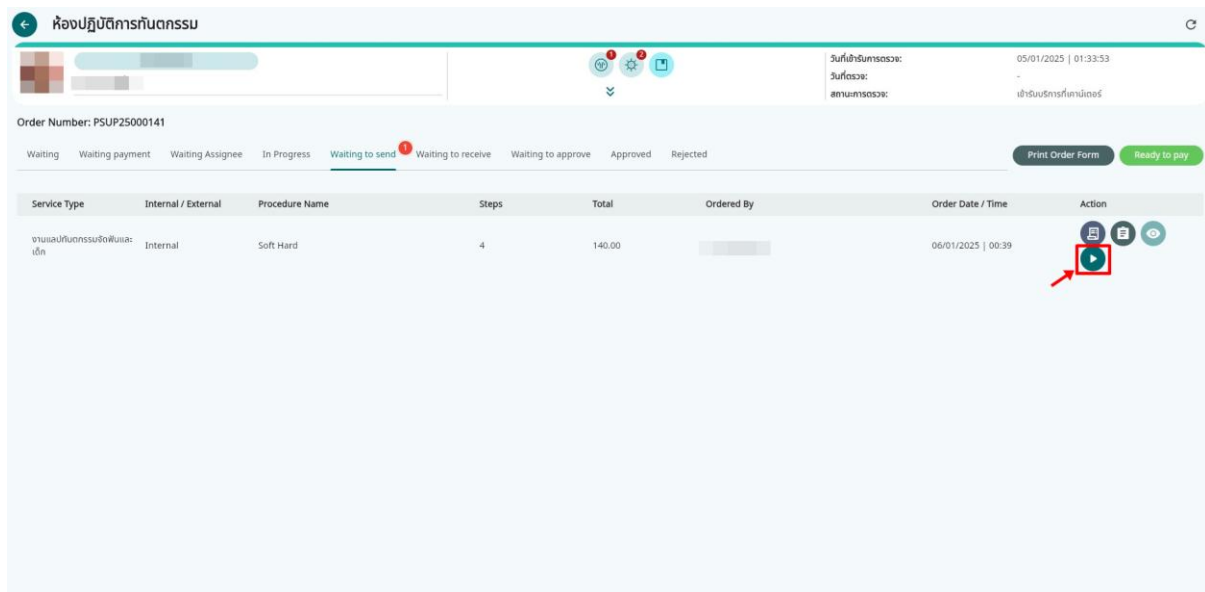 ห้องปฏิบัติการทันตกรรม
1
2
วันที่เข้ารับการตรวจ: 05/01/2025 | 01:33:53
วันที่ตรวจ: -
สถานะการตรวจ: เข้ารับบริการที่เคาน์เตอร์
Order Number: PSUP25000141
Waiting Waiting payment Waiting Assignee In Progress Waiting to send 1 Waiting to receive Waiting to approve Approved Rejected Print Order Form Ready to pay
Service Type Internal / External Procedure Name Steps Total Ordered By Order Date / Time Action
งานแลปทันตกรรมจัดฟันและ
เด็ก
Internal Soft Hard 4 140.00 06/01/2025 | 00:39